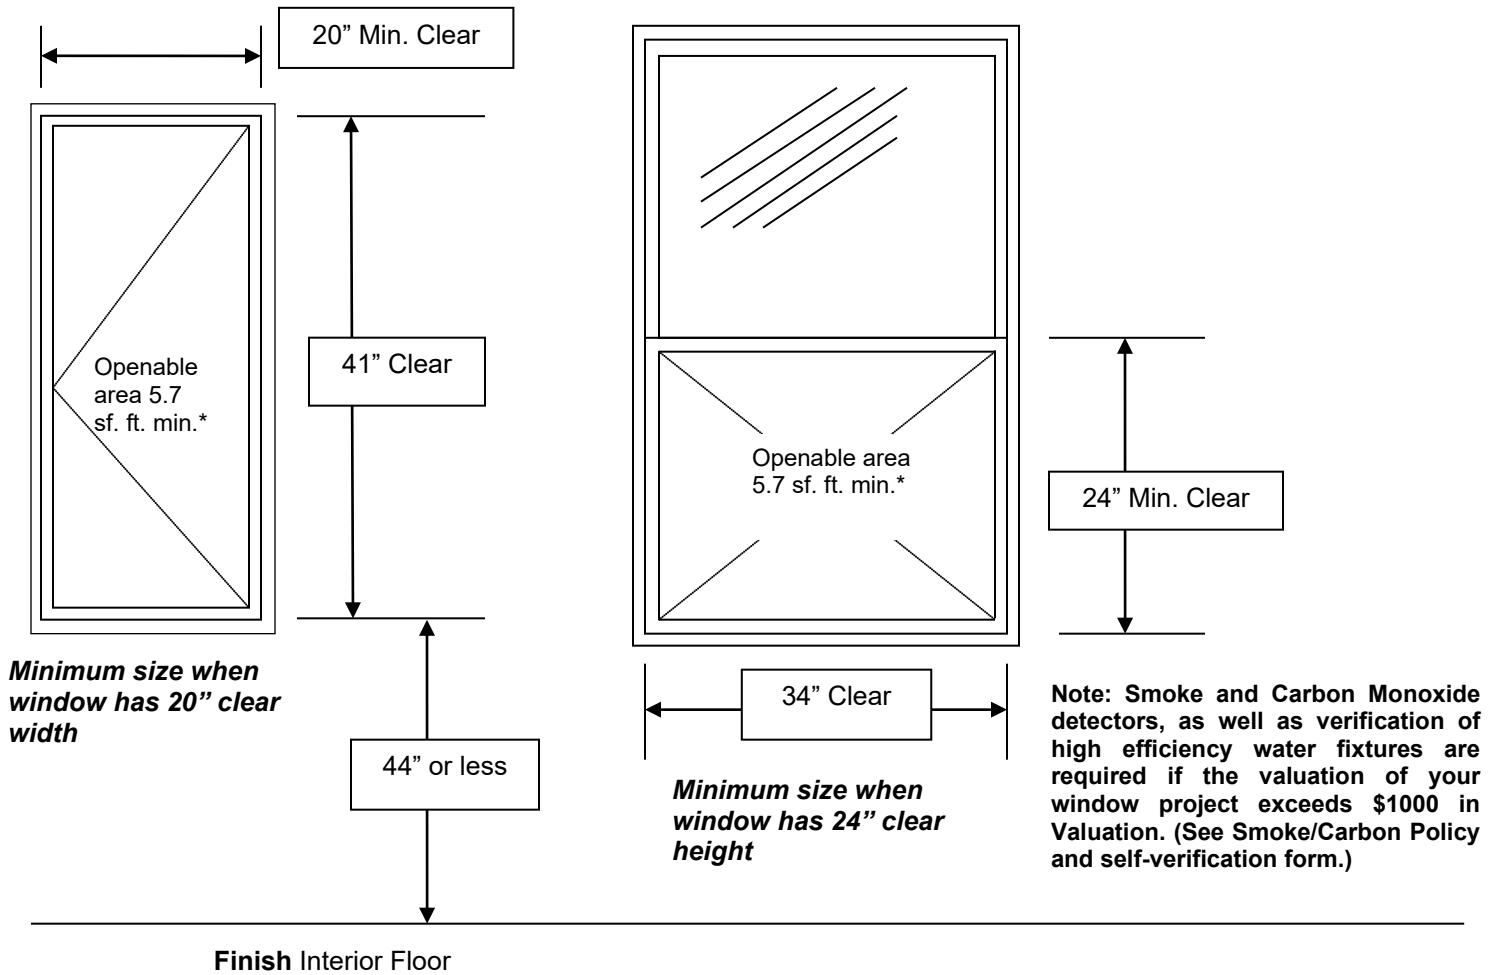 20” Min. Clear
41” Clear
Openable
area 5.7
sf. ft. min.*
Openable area
5.7 sf. ft. min.*
24” Min. Clear
Minimum size when
window has 20” clear
width
44” or less
34” Clear
Minimum size when
window has 24” clear
height
Note: Smoke and Carbon Monoxide
detectors, as well as verification of
high efficiency water fixtures are
required if the valuation of your
window project exceeds $1000 in
Valuation. (See Smoke/Carbon Policy
and self-verification form.)
Finish Interior Floor